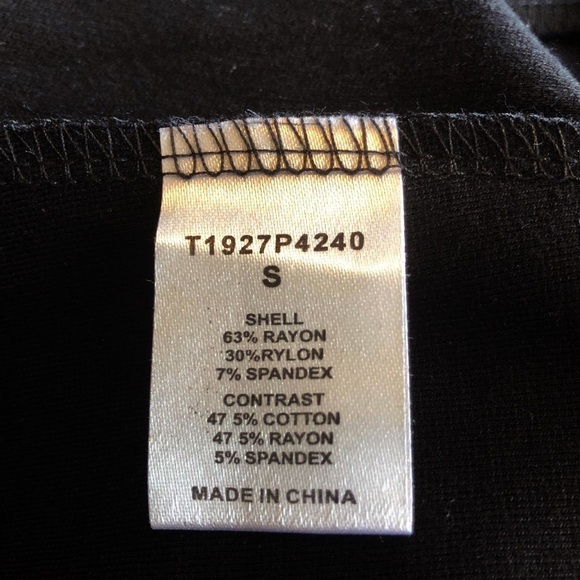 T1927P4240
S
SHELL
63% RAYON
30%RYLON
7% SPANDEX
CONTRAST
47 5% COTTON
47 5% RAYON
5% SPANDEX
MADE IN CHINA